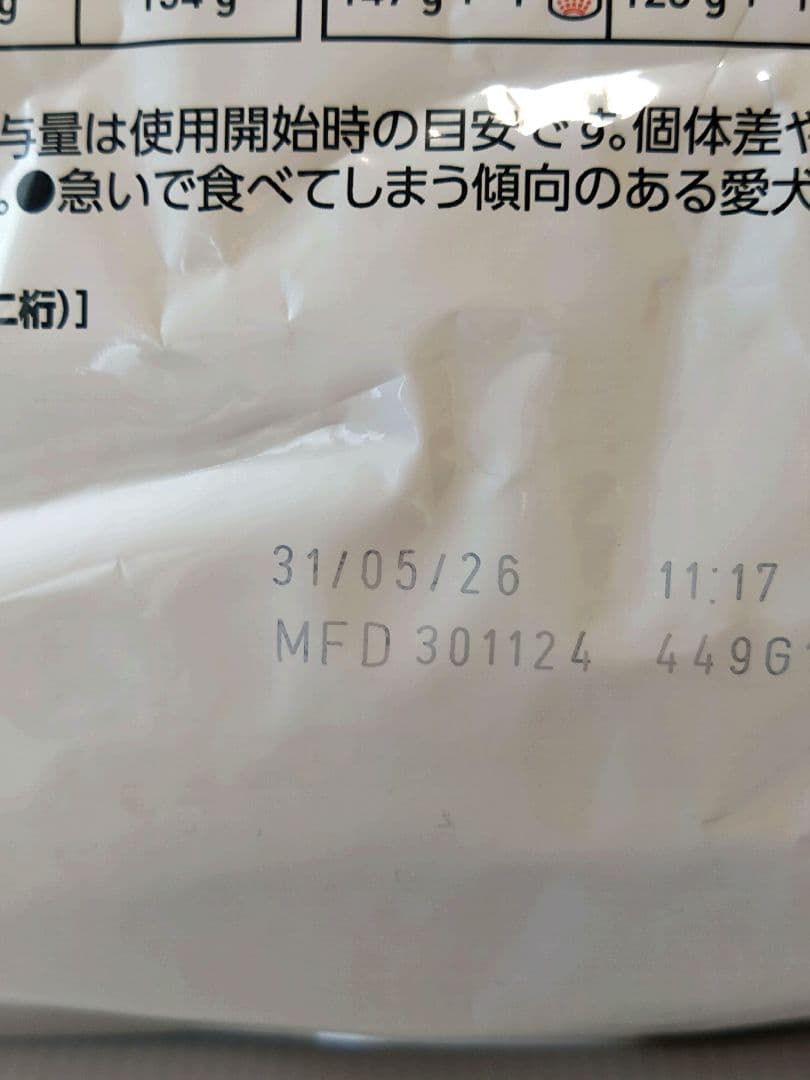 g 147 g
与量は使用開始時の目安です。個体差や
。●急いで食べてしまう傾向のある愛犬
二桁)]
31/05/26 11:17
MFD 301124 449G